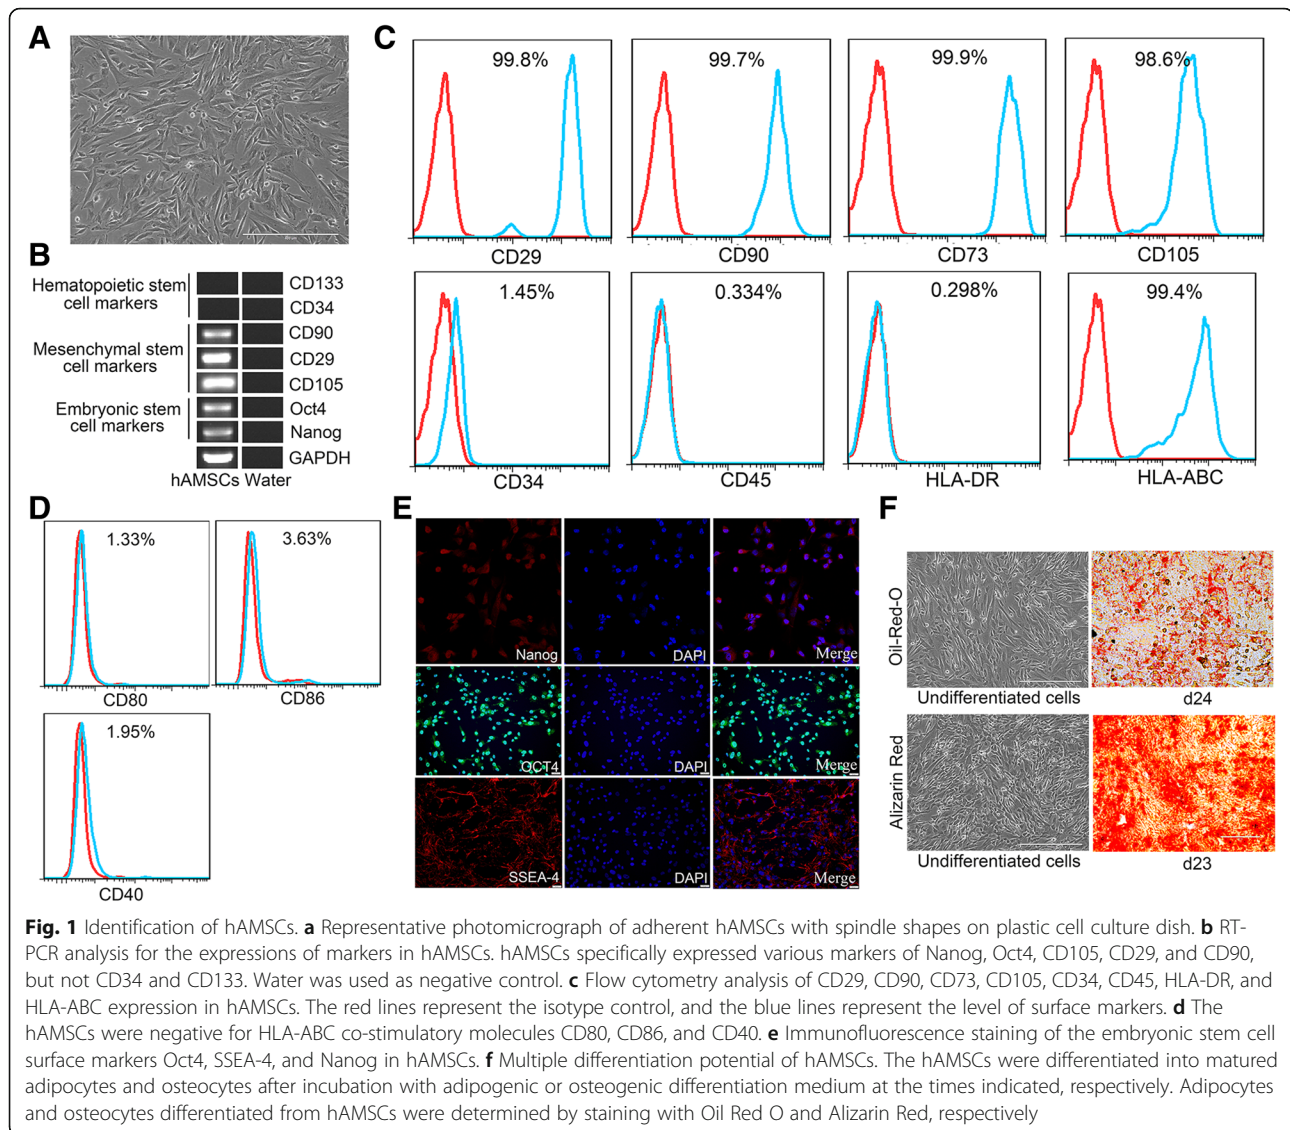 A
B
Hematopoietic stem
cell markers
CD133
CD34
Mesenchymal stem
cell markers
CD90
CD29
CD105
Embryonic stem
cell markers
Oct4
Nanog
GAPDH
hAMSCs Water
C
99.8%
CD29
99.7%
CD90
99.9%
CD73
98.6%
CD105
1.45%
CD34
0.334%
CD45
0.298%
HLA-DR
99.4%
HLA-ABC
D
1.33%
CD80
3.63%
CD86
1.95%
CD40
E
Nanog
DAPI
Merge
OCT4
DAPI
Merge
SSEA-4
DAPI
Merge
F
Oil-Red-O
Undifferentiated cells
d24
Alizarin Red
Undifferentiated cells
d23
Fig. 1 Identification of hAMSCs. a Representative photomicrograph of adherent hAMSCs with spindle shapes on plastic cell culture dish. b RT-
PCR analysis for the expressions of markers in hAMSCs. hAMSCs specifically expressed various markers of Nanog, Oct4, CD105, CD29, and CD90,
but not CD34 and CD133. Water was used as negative control. c Flow cytometry analysis of CD29, CD90, CD73, CD105, CD34, CD45, HLA-DR, and
HLA-ABC expression in hAMSCs. The red lines represent the isotype control, and the blue lines represent the level of surface markers. d The
hAMSCs were negative for HLA-ABC co-stimulatory molecules CD80, CD86, and CD40. e Immunofluorescence staining of the embryonic stem cell
surface markers Oct4, SSEA-4, and Nanog in hAMSCs. f Multiple differentiation potential of hAMSCs. The hAMSCs were differentiated into matured
adipocytes and osteocytes after incubation with adipogenic or osteogenic differentiation medium at the times indicated, respectively. Adipocytes
and osteocytes differentiated from hAMSCs were determined by staining with Oil Red O and Alizarin Red, respectively